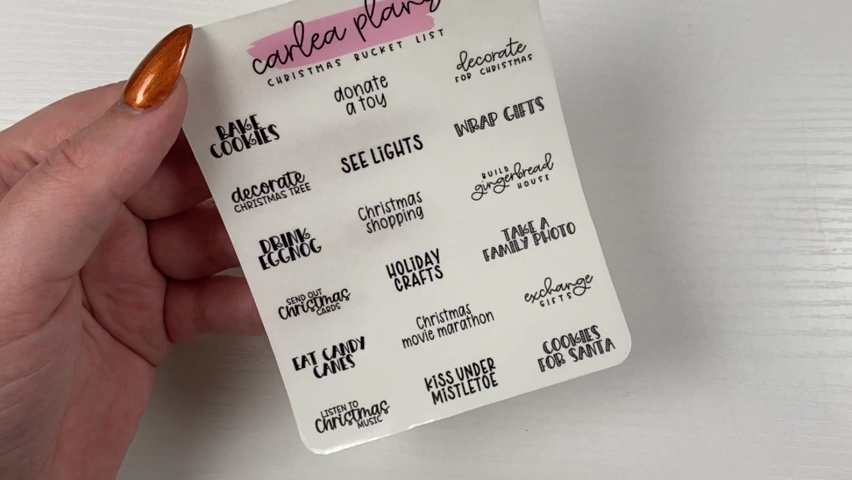 carlea plans
CHRISTMAS BUCKET LIST
BAKE
COOKIES
donate
a toy
decorate
FOR CHRISTMAS
decorate
CHRISTMAS TREE
SEE LiGHTS
WRAP GIFTS
DRINK
EGGNOG
Christmas
shopping
BUILD
gingerbread
HOUSE
SEND OUT
Christmas
CARDS
HOLIDAY
CRAFTS
TAKE A
FAMILY PHOTO
EAT CANDY
CANES
Christmas
movie marathon
exchange
GIFTS
LISTEN TO
Christmas
MUSIC
KISS UNDER
MISTLETOE
COOKIES
FOR SANTA